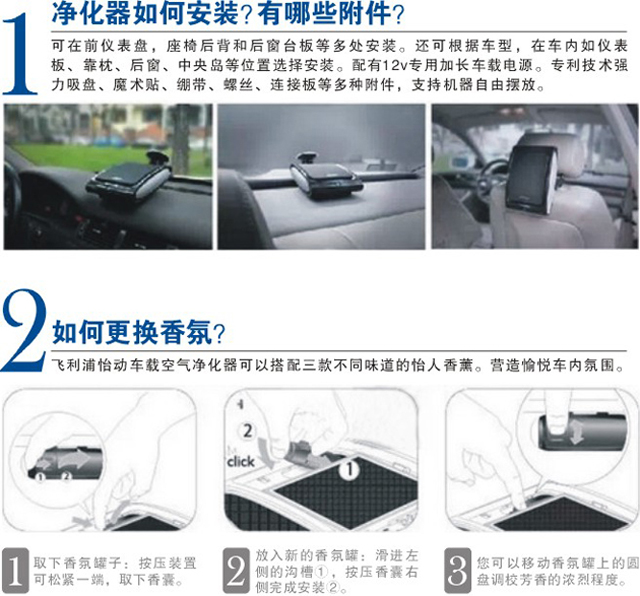 1 净化器如何安装?有哪些附件?
可在前仪表盘，座椅后背和后窗台板等多处安装。还可根据车型，在车内如仪表
板、靠枕、后窗、中央岛等位置选择安装。配有12v专用加长车载电源。专利技术强
力吸盘、魔术贴、绷带、螺丝、连接板等多种附件，支持机器自由摆放。
2 如何更换香氛?
飞利浦怡动车载空气净化器可以搭配三款不同味道的怡人香薰。营造愉悦车内氛围。
1 2
2
click
1
1 取下香氛罐子：按压装置
可松紧一端，取下香囊。
2 放入新的香氛罐：滑进左
侧的沟槽①，按压香囊右
侧完成安装②。
3 您可以移动香氛罐上的圆
盘调校芳香的浓烈程度。